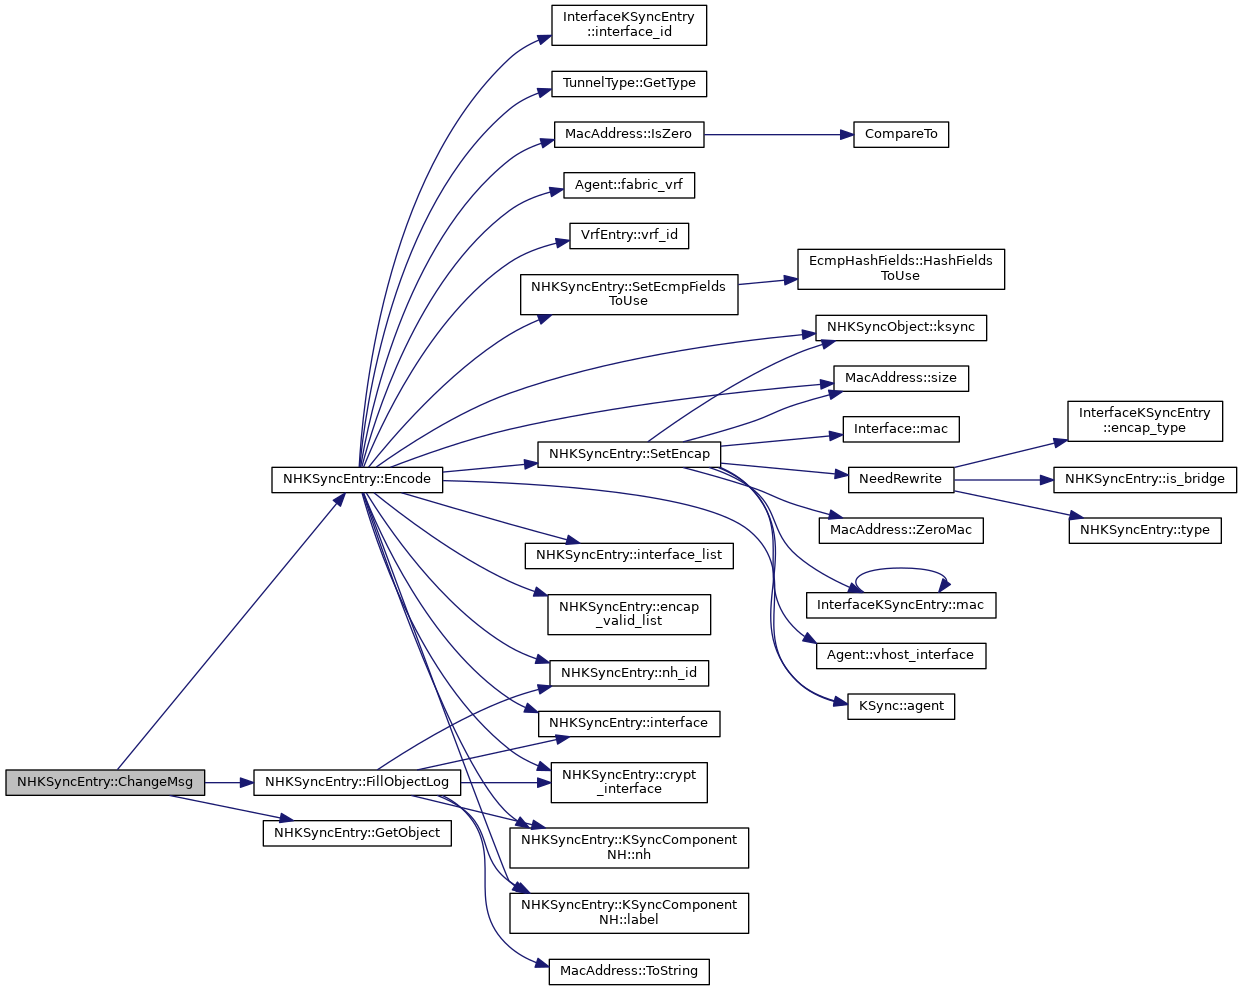 InterfaceKSyncEntry
::interface_id
TunnelType::GetType
MacAddress::IsZero
CompareTo
Agent::fabric_vrf
VrfEntry::vrf_id
EcmpHashFields::HashFields
ToUse
NHKSyncEntry::SetEcmpFields
ToUse
NHKSyncObject::ksync
MacAddress::size
InterfaceKSyncEntry
::encap_type
Interface::mac
NHKSyncEntry::SetEncap
NHKSyncEntry::Encode
NeedRewrite
NHKSyncEntry::is_bridge
MacAddress::ZeroMac
NHKSyncEntry::type
NHKSyncEntry::interface_list
NHKSyncEntry::encap
_valid_list
InterfaceKSyncEntry::mac
Agent::vhost_interface
NHKSyncEntry::nh_id
KSync::agent
NHKSyncEntry::interface
NHKSyncEntry::ChangeMsg
NHKSyncEntry::FillObjectLog
NHKSyncEntry::crypt
_interface
NHKSyncEntry::GetObject
NHKSyncEntry::KSyncComponent
NH::nh
NHKSyncEntry::KSyncComponent
NH::label
MacAddress::ToString